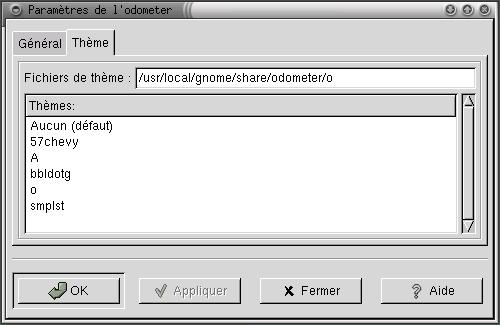 Paramètres de l'odometer
Général Thème
Fichiers de thème : /usr/local/gnome/share/odometer/o
Thèmes:
Aucun (défaut)
57chevy
A
bbldotg
o
smplst
OK Appliquer Fermer Aide